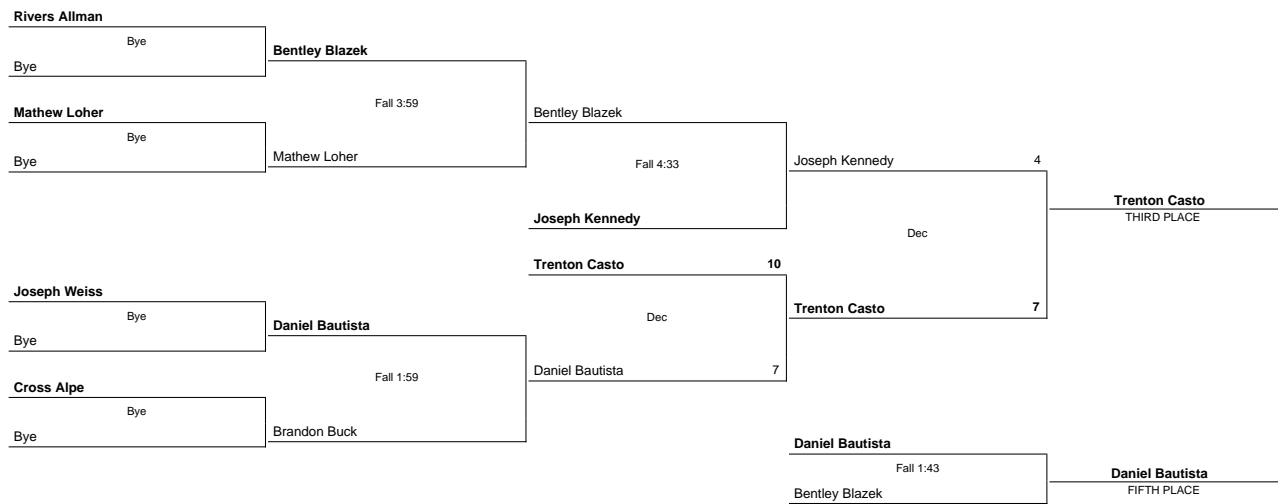 Rivers Allman
Bye
Bye
Bentley Blazek
Fall 3:59
Mathew Loher
Bye
Bye
Mathew Loher
Bentley Blazek
Fall 4:33
Joseph Kennedy
Joseph Kennedy 4
Dec
Trenton Casto 7
Trenton Casto
THIRD PLACE
Trenton Casto 10
Dec
Daniel Bautista 7
Joseph Weiss
Bye
Bye
Daniel Bautista
Fall 1:59
Brandon Buck
Cross Alpe
Bye
Bye
Daniel Bautista
Fall 1:43
Bentley Blazek
Daniel Bautista
FIFTH PLACE